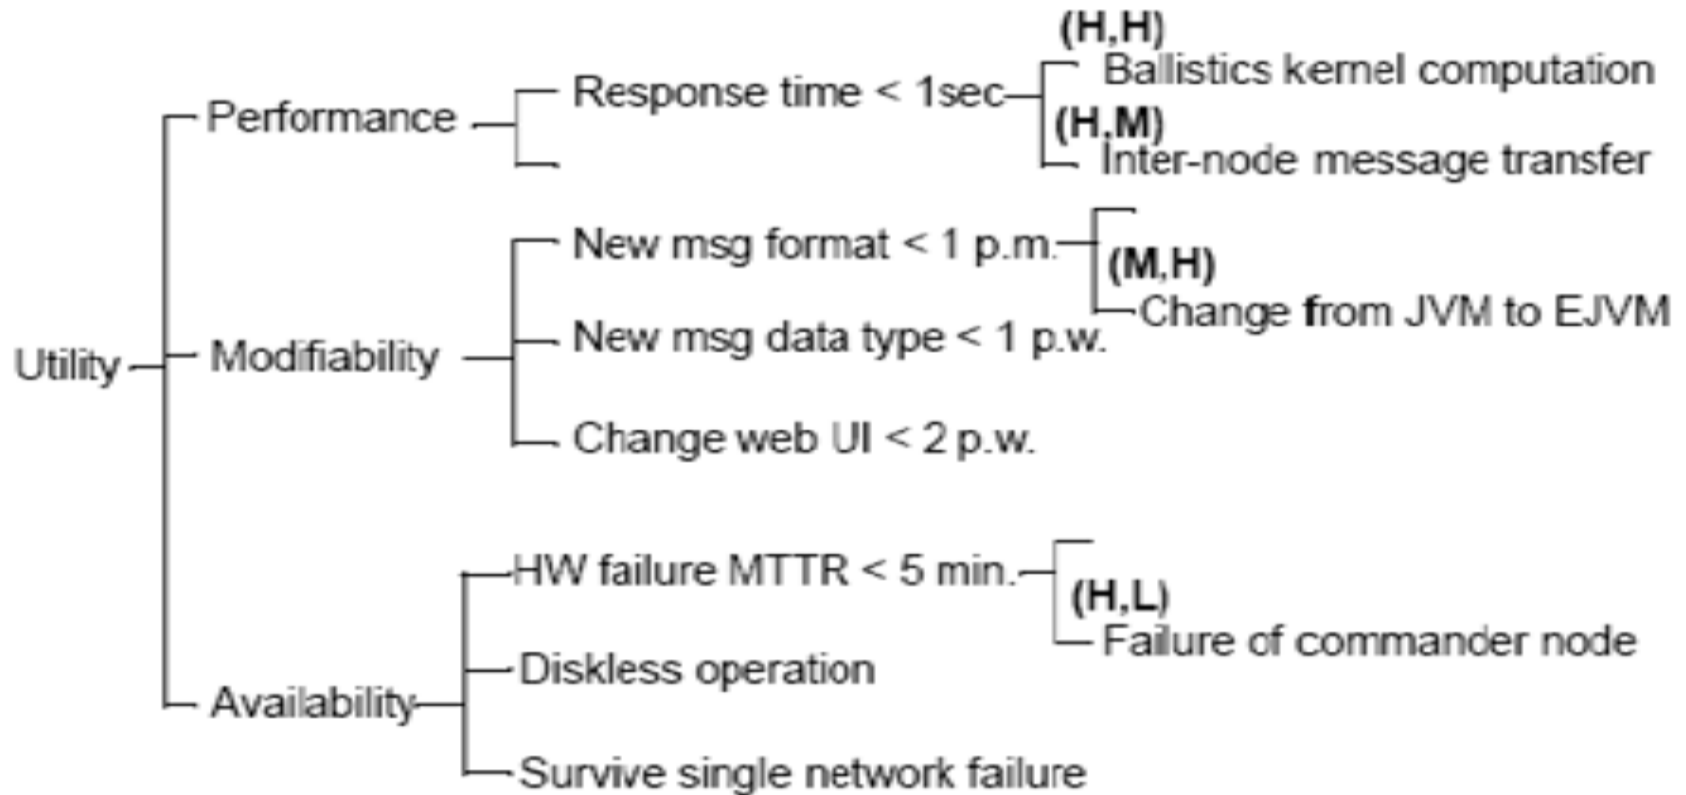 (H,H)
Ballistics kernel computation
Response time < 1sec
Performance
(H,M)
Inter-node message transfer
New msg format < 1 p.m.
(M,H)
Change from JVM to EJVM
New msg data type < 1 p.w.
Utility
Modifiability
Change web UI < 2 p.w.
HW failure MTTR < 5 min.
(H,L)
Failure of commander node
Diskless operation
Availability
Survive single network failure